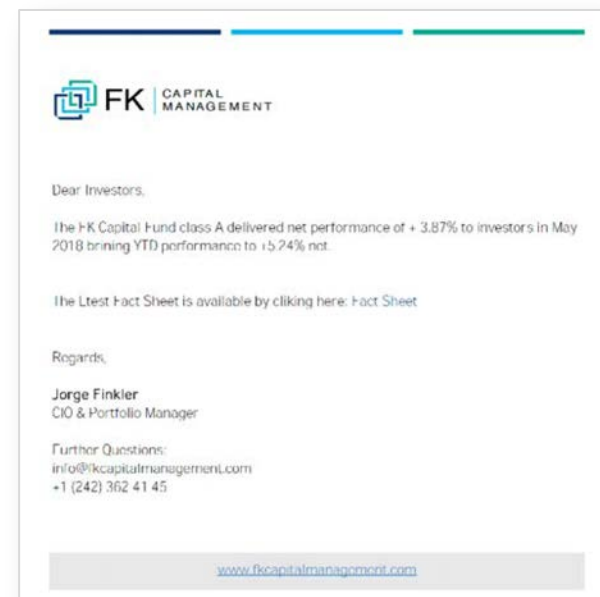 FK CAPITAL
MANAGEMENT
Dear Investors,
The FK Capital Fund class A delivered net performance of + 3.87% to investors in May
2018 brining YTD performance to +5.24% net.
The Ltest Fact Sheet is available by cliking here: Fact Sheet
Regards,
Jorge Finkler
CIO & Portfolio Manager
Further Questions:
info@fkcapitalmanagement.com
+1 (242) 362 41 45
www.fkcapitalmanagement.com